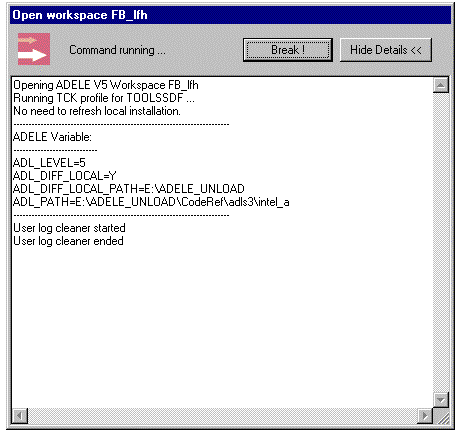 Open workspace FB_lfh
Command running ...
Break !
Hide Details <<
Opening ADELE V5 Workspace FB_lfh
Running TCK profile for TOOLSSDF ...
No need to refresh local installation.
------------------------------------------------------------------------
ADELE Variable:
----------------------------
ADL_LEVEL=5
ADL_DIFF_LOCAL=Y
ADL_DIFF_LOCAL_PATH=E:\ADELE_UNLOAD
ADL_PATH=E:\ADELE_UNLOAD\CodeRef\adls3\intel_a
------------------------------------------------------------------------
User log cleaner started
User log cleaner ended